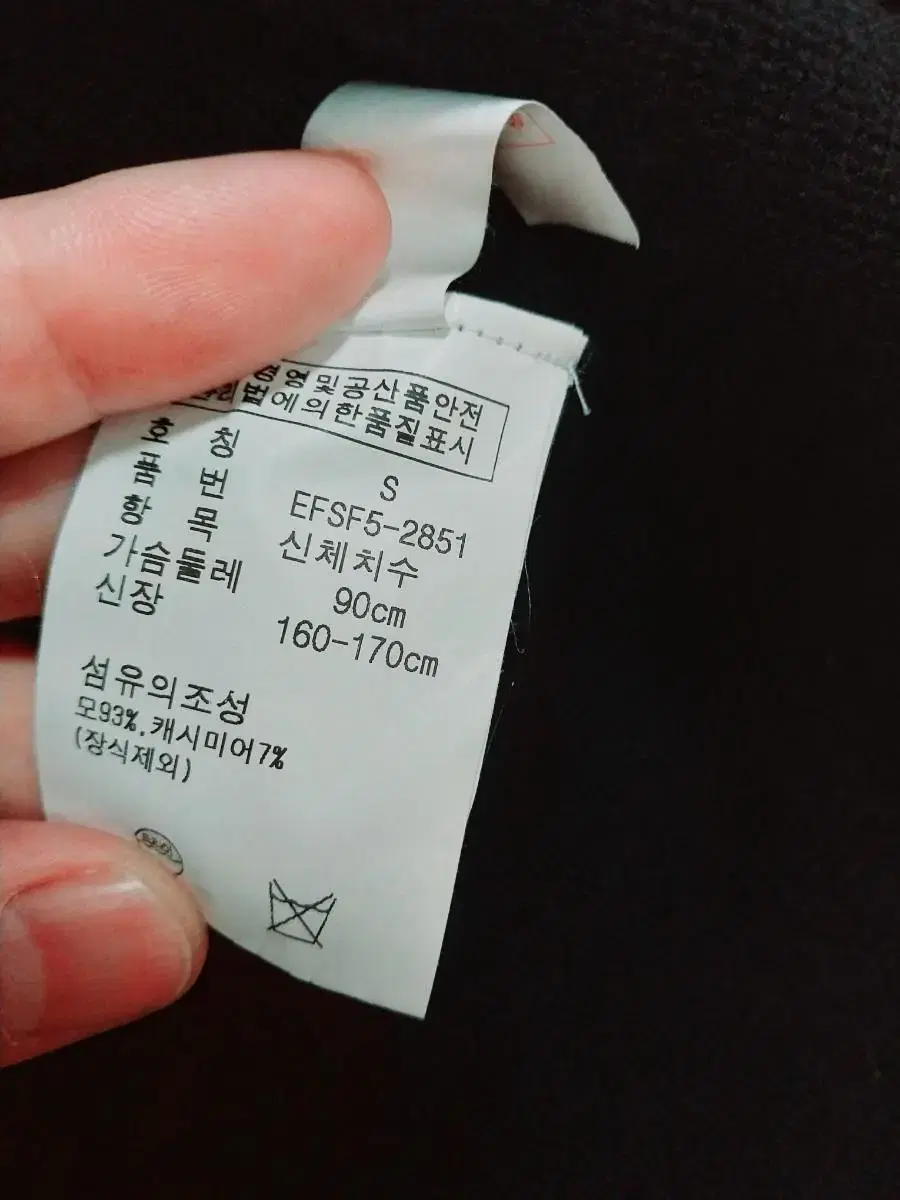 경영및공산품안전
법에의한품질표시
호 칭 S
품 번 EFSF5-2851
항 목 신체치수
가슴둘레 90cm
신장 160-170cm
섬유의조성
모93%.캐시미어7%
(장식제외)